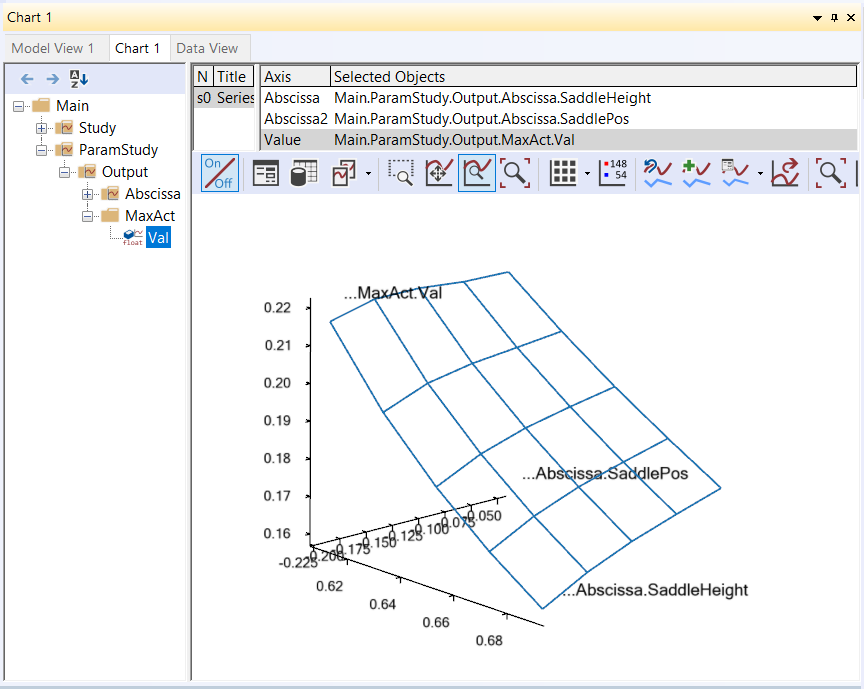 Chart 1
Model View 1 Chart 1 Data View
N Title Axis Selected Objects
s0 Series Abscissa Main.ParamStudy.Output.Abscissa.SaddleHeight
Abscissa2 Main.ParamStudy.Output.Abscissa.SaddlePos
Value Main.ParamStudy.Output.MaxAct.Val
A
Z
Main
Study
ParamStudy
Output
Abscissa
MaxAct
float Val
On
Off
148
54
...MaxAct.Val
0.22
0.21
0.20
0.19
0.18
0.17
0.16
...Abscissa.SaddlePos
-0.225
-0.200
-0.175
-0.150
-0.125
-0.100
-0.075
-0.050
0.62
0.64
0.66
0.68
...Abscissa.SaddleHeight